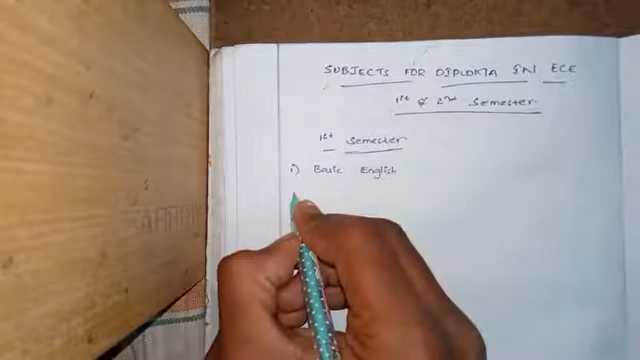 SUBJECTS FOR DIPLOMA IN ECE
1st & 2nd Semester
1st Semester
1) Basic English